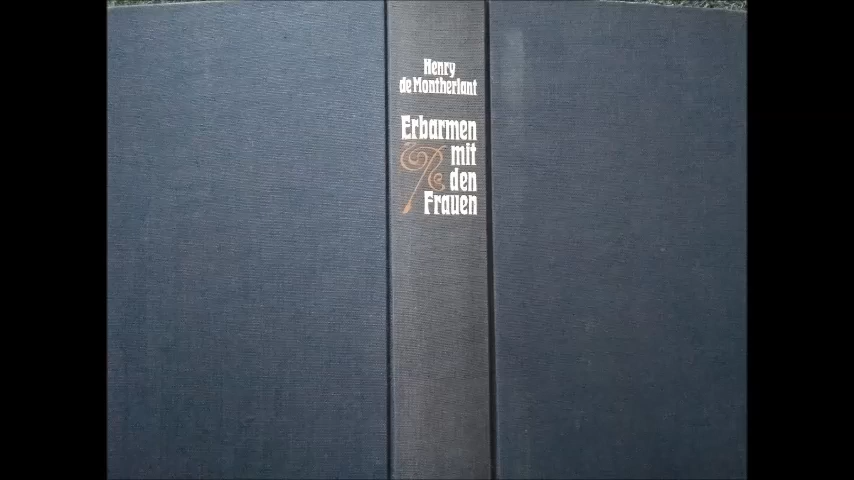 Henry
de Montherlant
Erbarmen
mit
den
Frauen